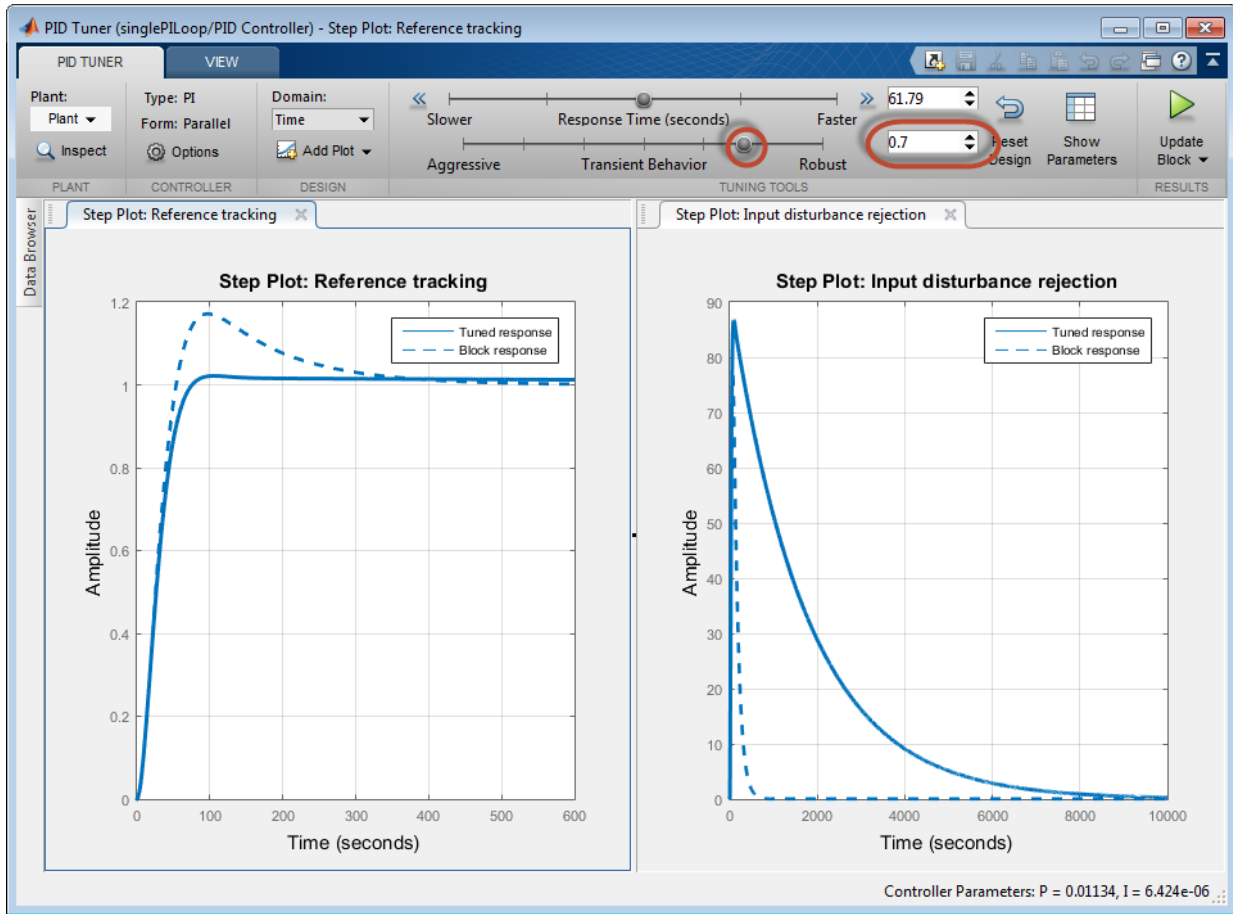 PID Tuner (singlePILoop/PID Controller) - Step Plot: Reference tracking
PID TUNER
VIEW
Plant:
Plant
Inspect
PLANT
Type: PI
Form: Parallel
Options
CONTROLLER
Domain:
Time
Add Plot
DESIGN
Slower
Response Time (seconds)
Faster
61.79
Aggressive
Transient Behavior
Robust
0.7
Reset
Design
Show
Parameters
TUNING TOOLS
Update
Block
RESULTS
Data Browser
Step Plot: Reference tracking
Step Plot: Reference tracking
Tuned response
Block response
Amplitude
1.2
1
0.8
0.6
0.4
0.2
0
0 100 200 300 400 500 600
Time (seconds)
Step Plot: Input disturbance rejection
Step Plot: Input disturbance rejection
Tuned response
Block response
Amplitude
90
80
70
60
50
40
30
20
10
0
0 2000 4000 6000 8000 10000
Time (seconds)
Controller Parameters: P = 0.01134, I = 6.424e-06